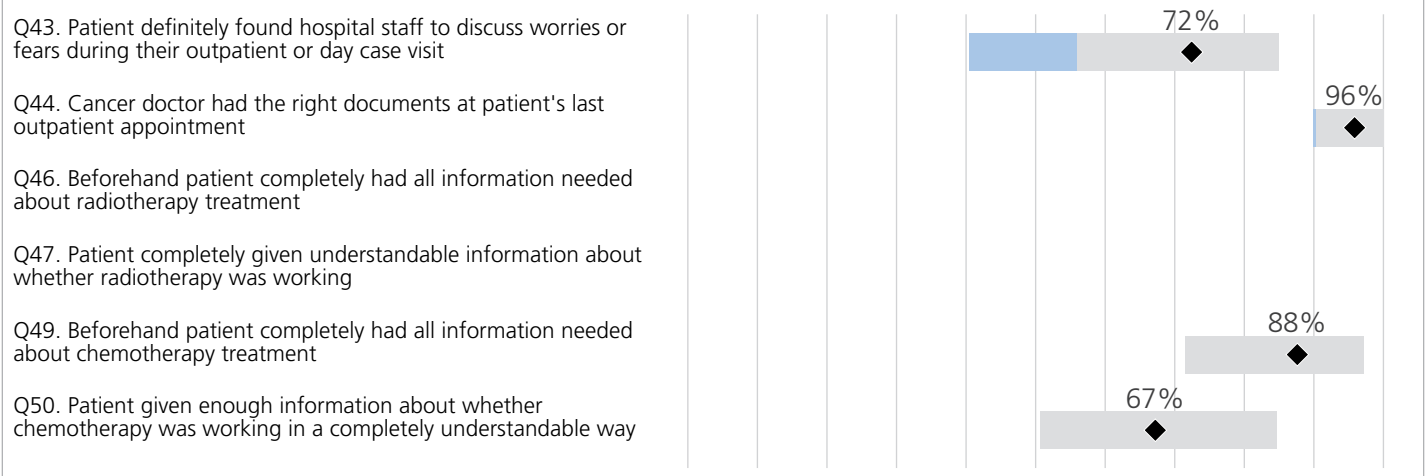 Q43. Patient definitely found hospital staff to discuss worries or
fears during their outpatient or day case visit
72%
Q44. Cancer doctor had the right documents at patient's last
outpatient appointment
96%
Q46. Beforehand patient completely had all information needed
about radiotherapy treatment
Q47. Patient completely given understandable information about
whether radiotherapy was working
Q49. Beforehand patient completely had all information needed
about chemotherapy treatment
88%
Q50. Patient given enough information about whether
chemotherapy was working in a completely understandable way
67%